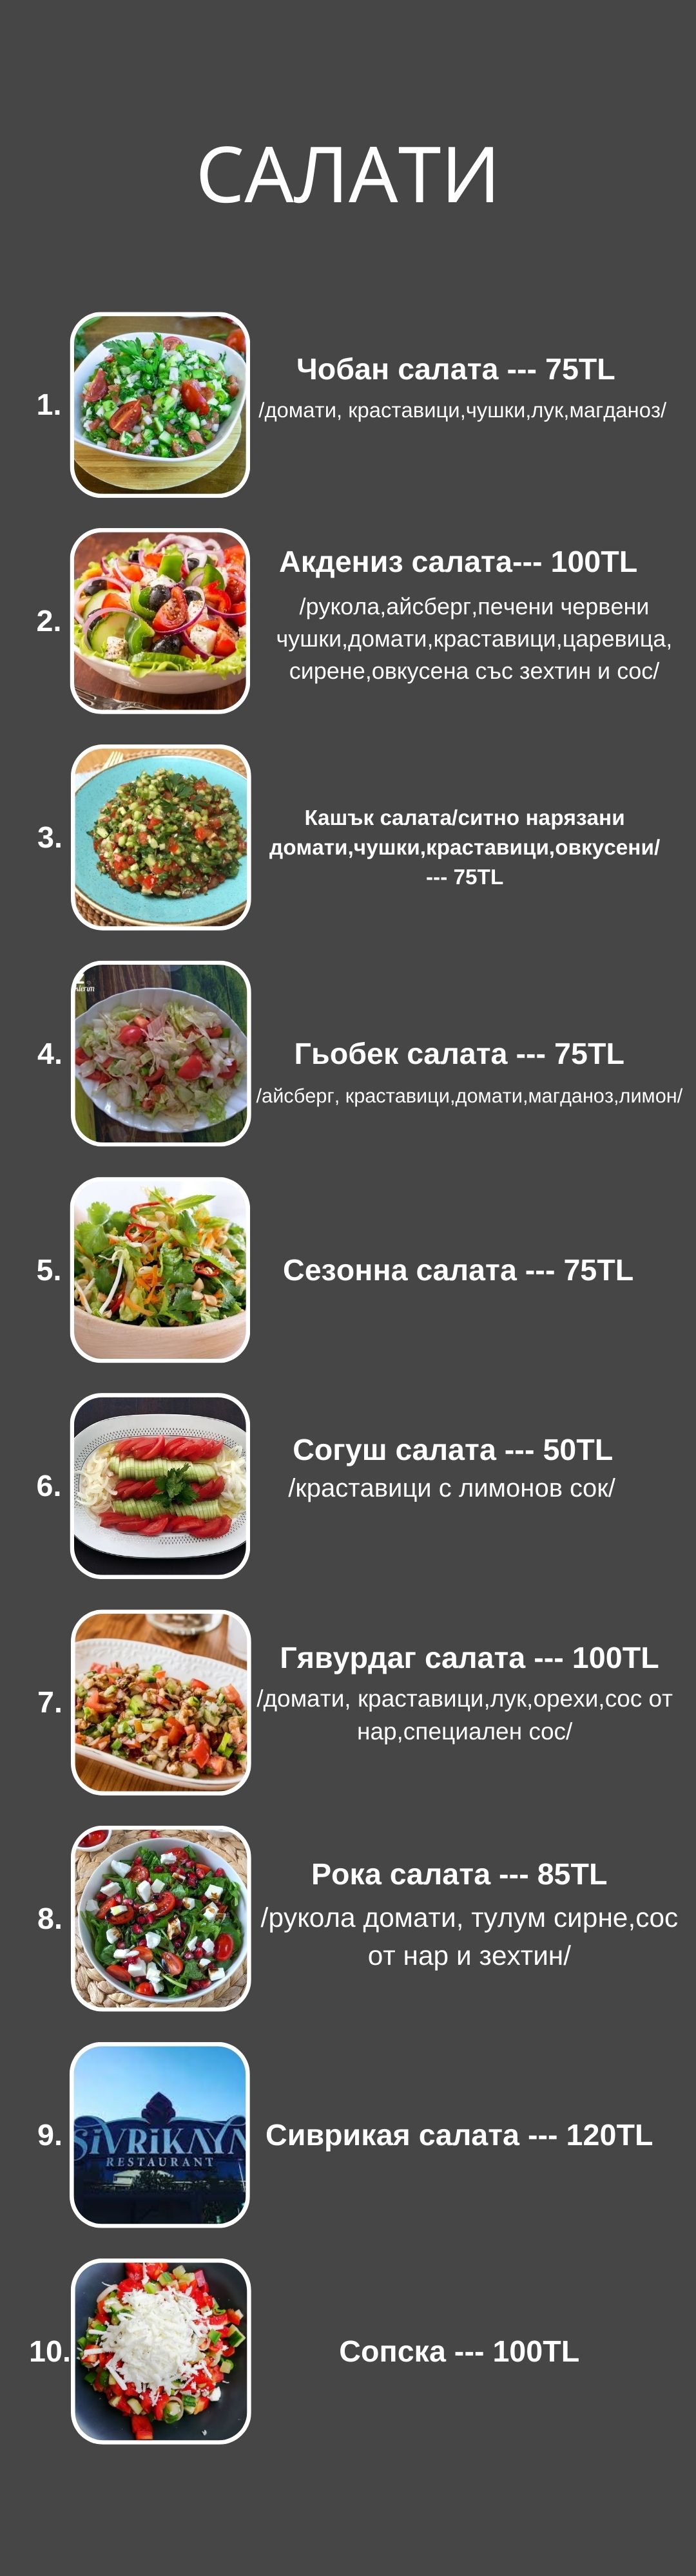 САЛАТИ
1.
Чобан салата --- 75TL
/домати, краставици,чушки,лук,магданоз/
2.
Акдениз салата--- 100TL
/рукола,айсберг,печени червени
чушки,домати,краставици,царевица,
сирене,овкусена със зехтин и сос/
3.
Кашък салата/ситно нарязани
домати,чушки,краставици,овкусени/
--- 75TL
4.
Гьобек салата --- 75TL
/айсберг, краставици,домати,магданоз,лимон/
5.
Сезонна салата --- 75TL
6.
Согуш салата --- 50TL
/краставици с лимонов сок/
7.
Гявурдаг салата --- 100TL
/домати, краставици,лук,орехи,сос от
нар,специален сос/
8.
Рока салата --- 85TL
/рукола домати, тулум сирне,сос
от нар и зехтин/
9.
SİVRİKAYA
RESTAURANT
Сиврикая салата --- 120TL
10.
Сопска --- 100TL